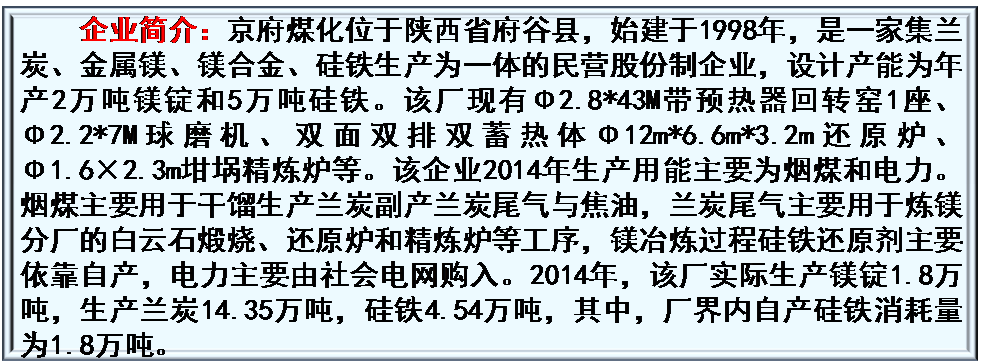 企业简介：京府煤化位于陕西省府谷县，始建于1998年，是一家集兰
炭、金属镁、镁合金、硅铁生产为一体的民营股份制企业，设计产能为年
产2万吨镁锭和5万吨硅铁。该厂现有Φ2.8*43M带预热器回转窑1座、
Φ2.2*7M球磨机、双面双排双蓄热体Φ12m*6.6m*3.2m还原炉、
Φ1.6×2.3m坩埚精炼炉等。该企业2014年生产用能主要为烟煤和电力。
烟煤主要用于干馏生产兰炭副产兰炭尾气与焦油，兰炭尾气主要用于炼镁
分厂的白云石煅烧、还原炉和精炼炉等工序，镁冶炼过程硅铁还原剂主要
依靠自产，电力主要由社会电网购入。2014年，该厂实际生产镁锭1.8万
吨，生产兰炭14.35万吨，硅铁4.54万吨，其中，厂界内自产硅铁消耗量
为1.8万吨。